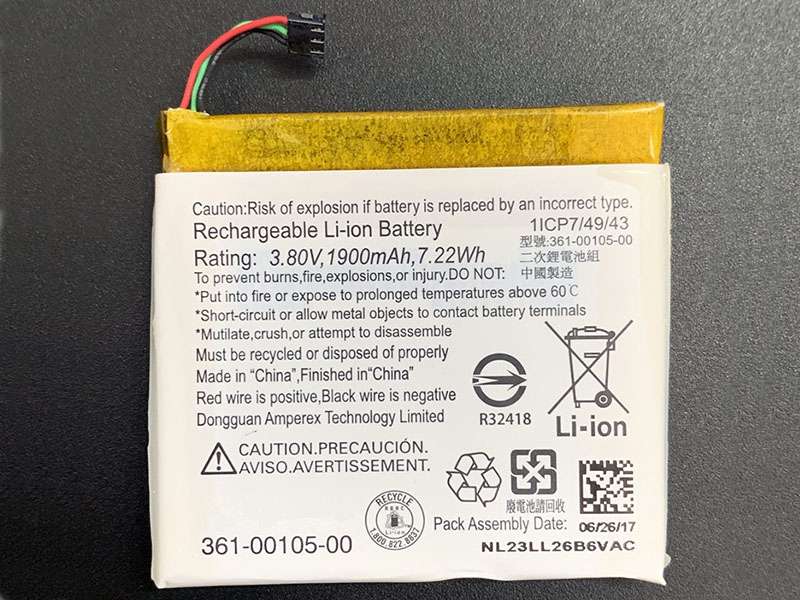 Caution:Risk of explosion if battery is replaced by an incorrect type.
Rechargeable Li-ion Battery
1ICP7/49/43
型號:361-00105-00
Rating: 3.80V,1900mAh,7.22Wh
二次鋰電池組
To prevent burns,fire,explosions,or injury.DO NOT:
中國製造
*Put into fire or expose to prolonged temperatures above 60℃
*Short-circuit or allow metal objects to contact battery terminals
*Mutilate,crush,or attempt to disassemble
Must be recycled or disposed of properly
Made in “China”,Finished in“China”
Red wire is positive,Black wire is negative
Dongguan Amperex Technology Limited
R32418
Li-ion
CAUTION.PRECAUCIÓN.
AVISO.AVERTISSEMENT.
廢電池請回收
RECYCLE
Li-ion
1.800.822.8837
Pack Assembly Date: 06/26/17
361-00105-00
NL23LL26B6VAC